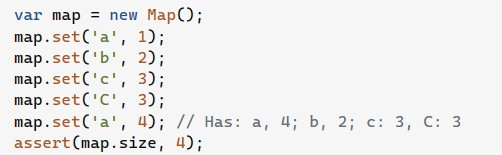 var map = new Map();
map.set('a', 1);
map.set('b', 2);
map.set('c', 3);
map.set('C', 3);
map.set('a', 4); // Has: a, 4; b, 2; c: 3, C: 3
assert(map.size, 4);